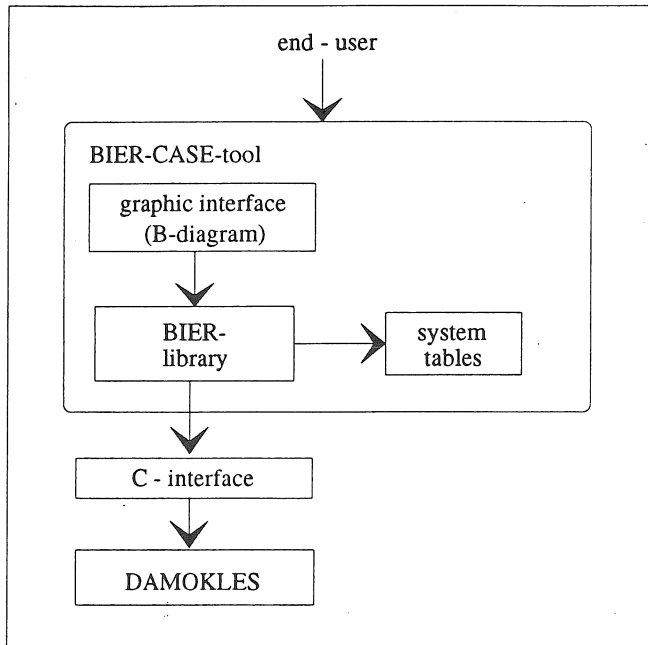 end - user
BIER-CASE-tool
graphic interface
(B-diagram)
BIER-
library
system
tables
C - interface
DAMOKLES